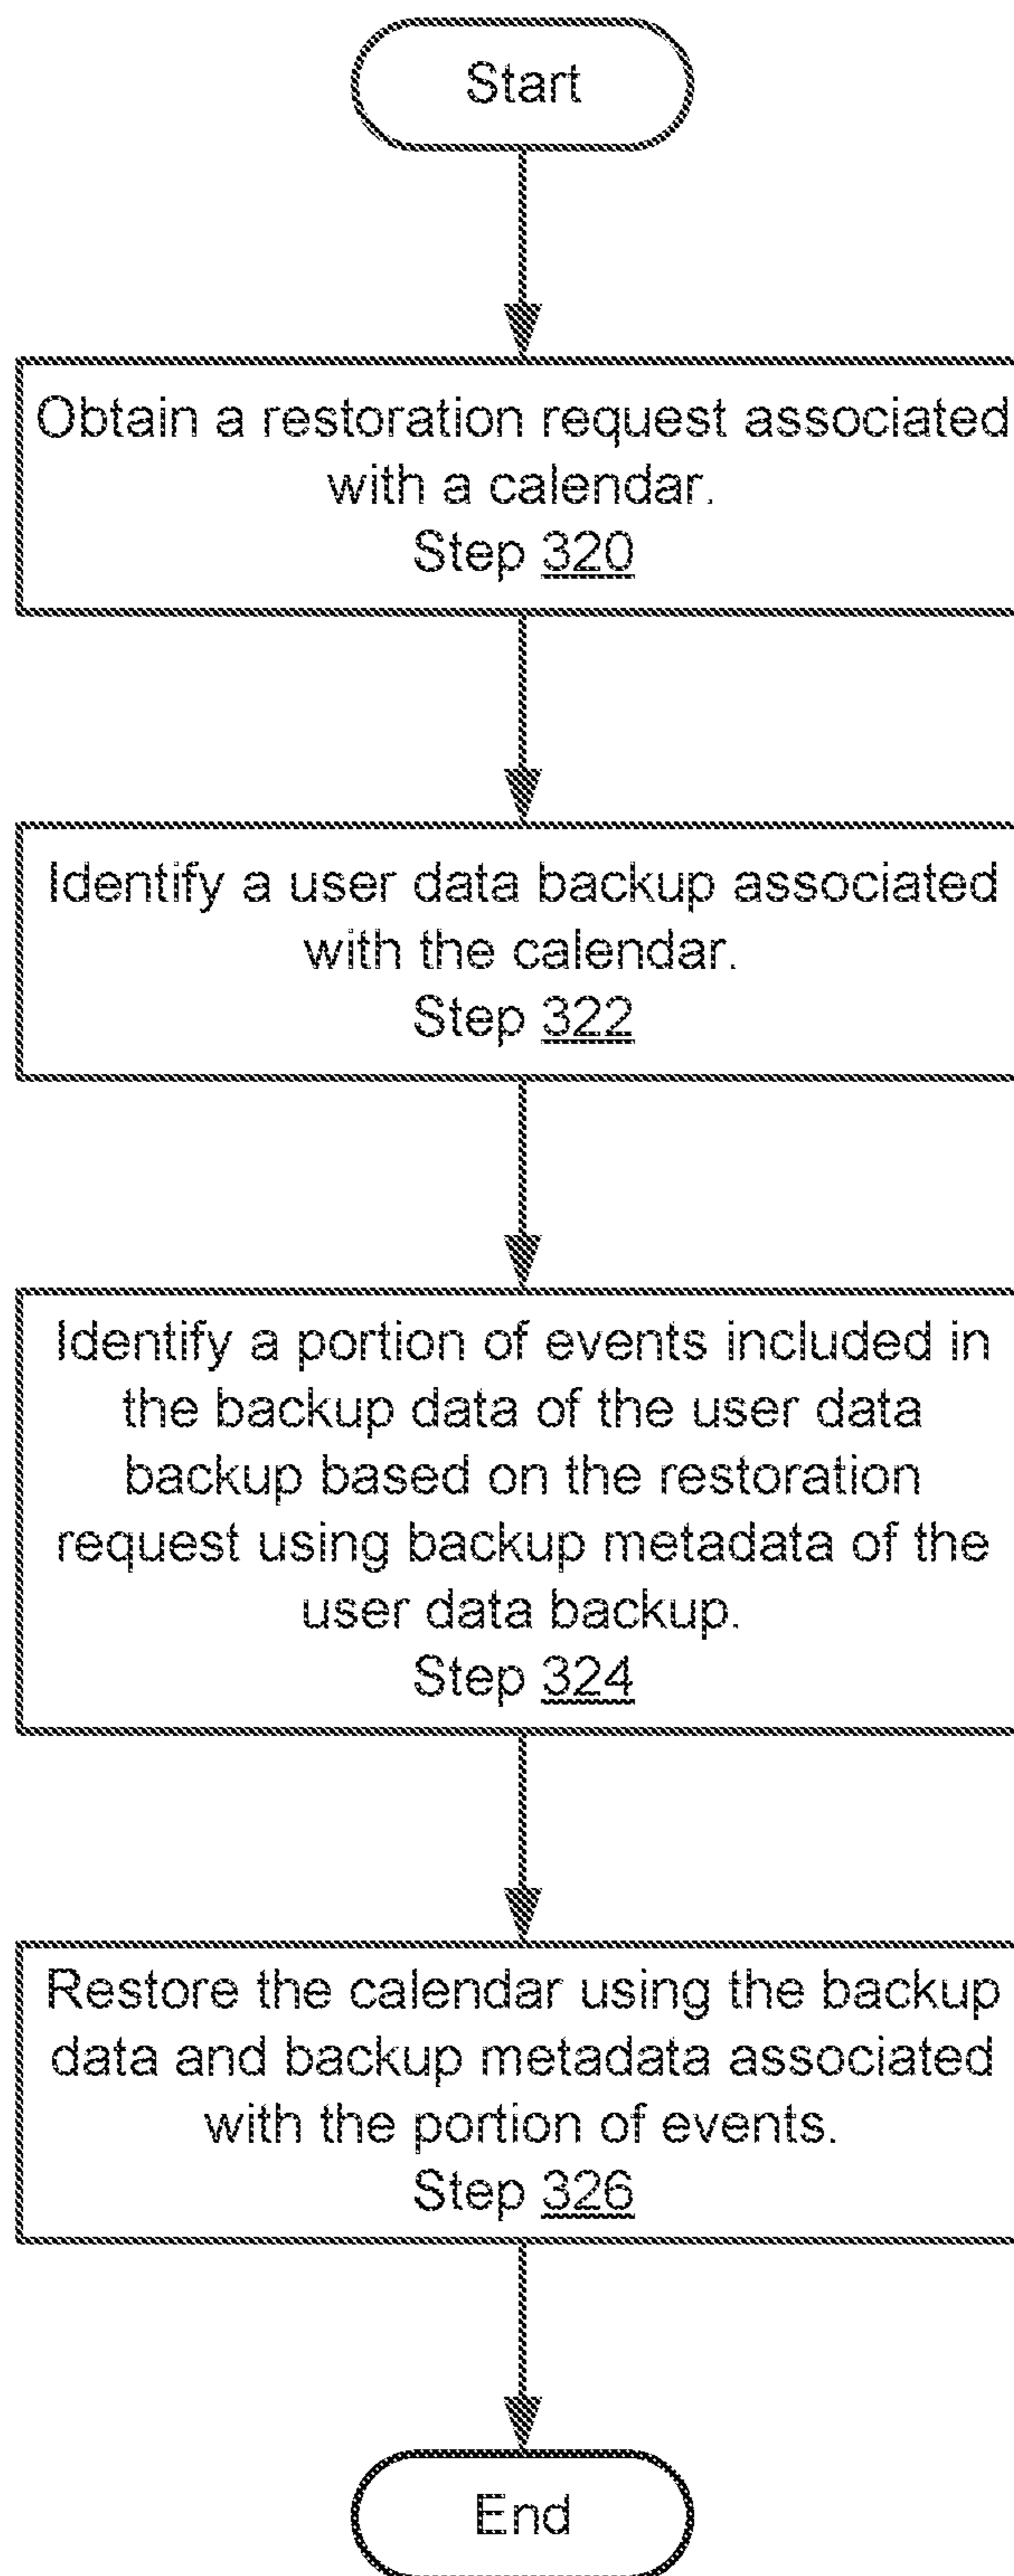 Start
Obtain a restoration request associated
with a calendar.
Step 320
Identify a user data backup associated
with the calendar.
Step 322
Identify a portion of events included in
the backup data of the user data
backup based on the restoration
request using backup metadata of the
user data backup.
Step 324
Restore the calendar using the backup
data and backup metadata associated
with the portion of events.
Step 326
End